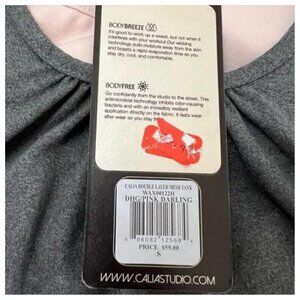 BODYBREEZE
It's good to work up a sweat, but not when it
interferes with your workout Our wicking
technology pulls moisture away from the skin
and boasts a rapid evaporation time so you
stay dry, cool, and comfortable.
BODYFREE
Go confidently from the studio to the street. This
antimicrobial technology inhibits odor-causing
bacteria and with an incredibly resilient
application directly on the fabric. It lasts wear
after wear so you stay
CALIA DOUBLE LAYER MESH TANK
WAX00122H
DHG/PINK DARLING
PRICE $59.00
S
WWW.CALIASTUDIO.COM